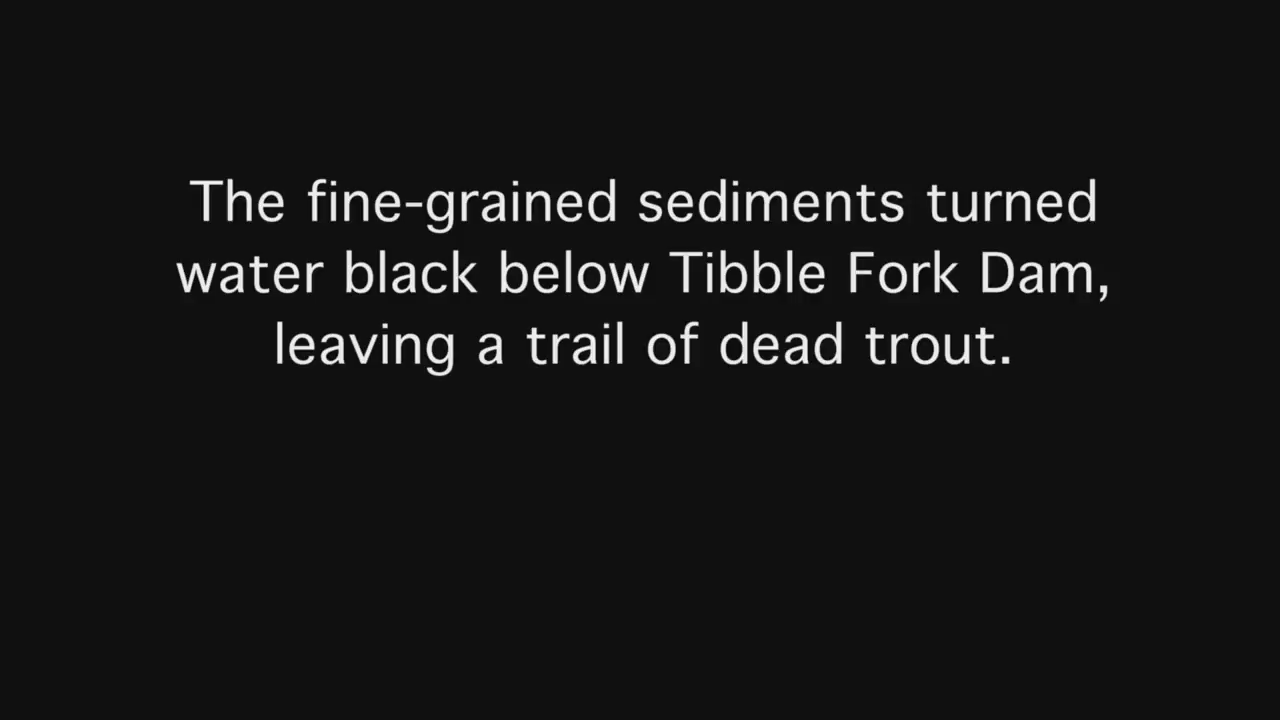 The fine-grained sediments turned
water black below Tibble Fork Dam,
leaving a trail of dead trout.